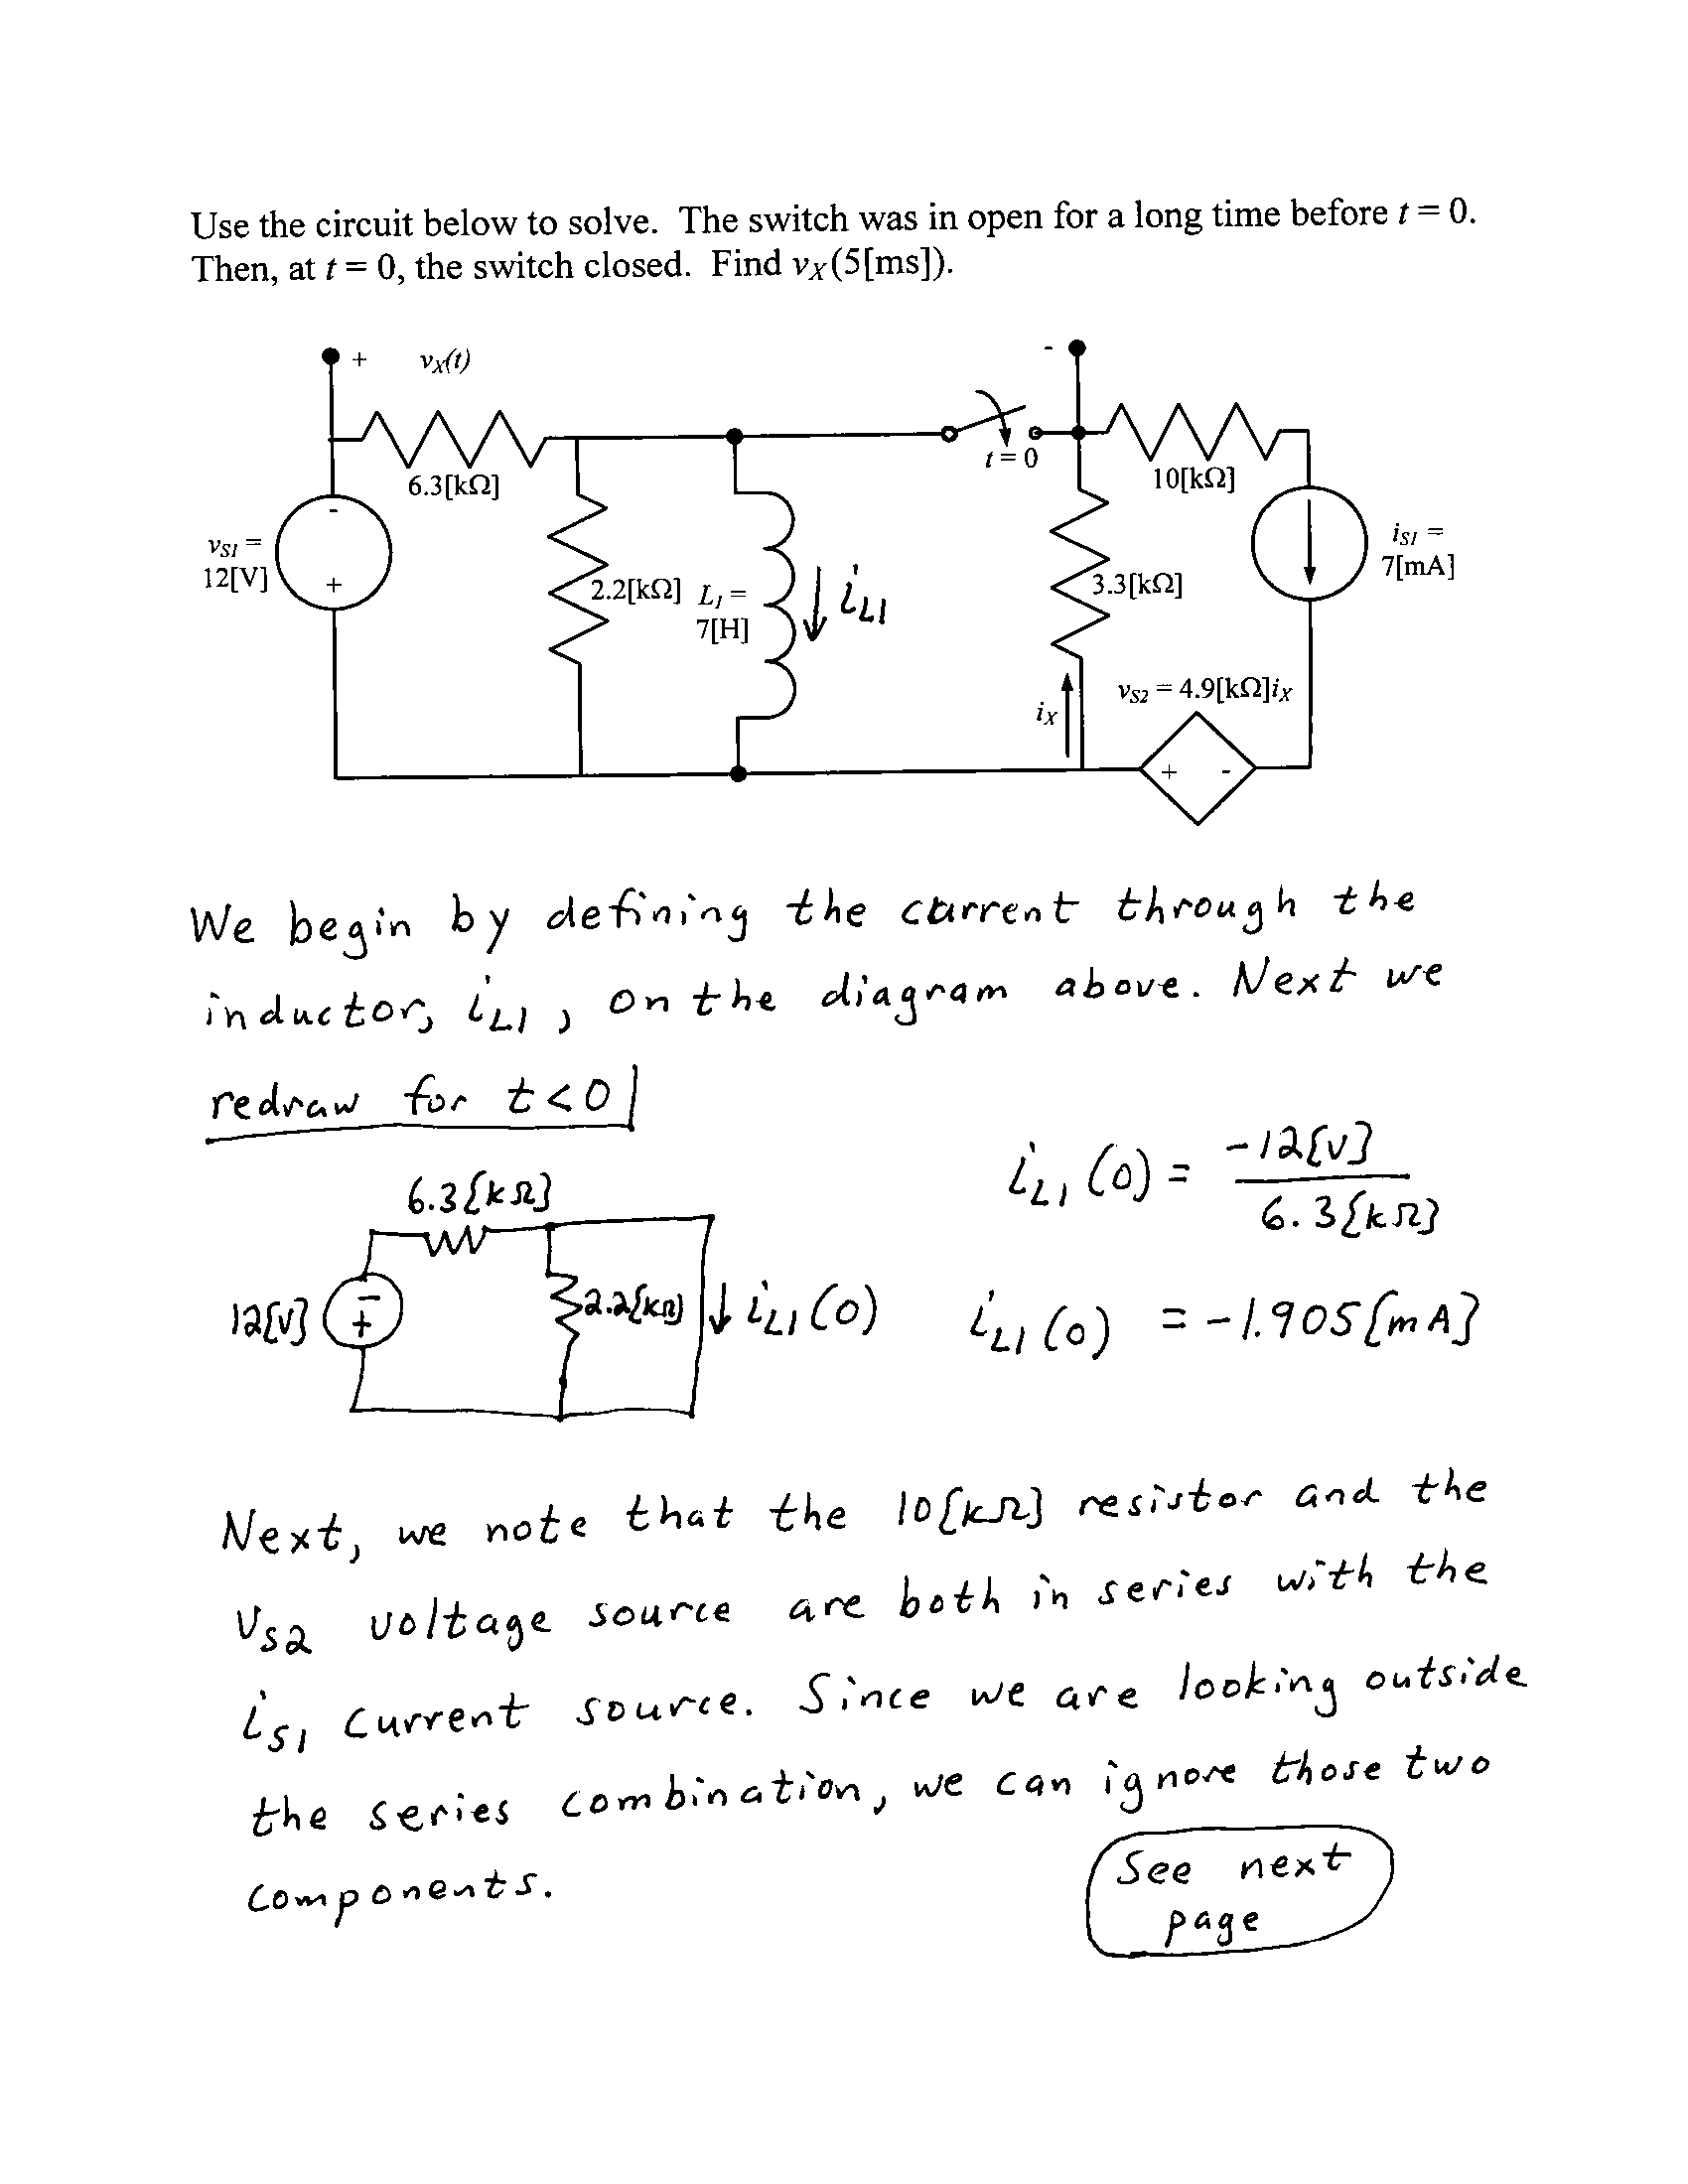 Use the circuit below to solve. The switch was in open for a long time before t = 0.
Then, at t = 0, the switch closed. Find vX(5[ms]).
+ vX(t) -
6.3[kΩ]
t = 0
10[kΩ]
vS1 =
12[V]
-
+
2.2[kΩ]
L1 =
7[H]
iL1
3.3[kΩ]
iS1 =
7[mA]
iX
vS2 = 4.9[kΩ]iX
+ -
We begin by defining the current through the
inductor, iL1, on the diagram above. Next we
redraw for t<0
6.3[kΩ]
12[V]
-
+
2.2[kΩ]
iL1(0)
iL1(0) = -12[V] / 6.3[kΩ]
iL1(0) = -1.905[mA]
Next, we note that the 10[kΩ] resistor and the
vS2 voltage source are both in series with the
iS1 current source. Since we are looking outside
the series combination, we can ignore those two
components.
See next
page